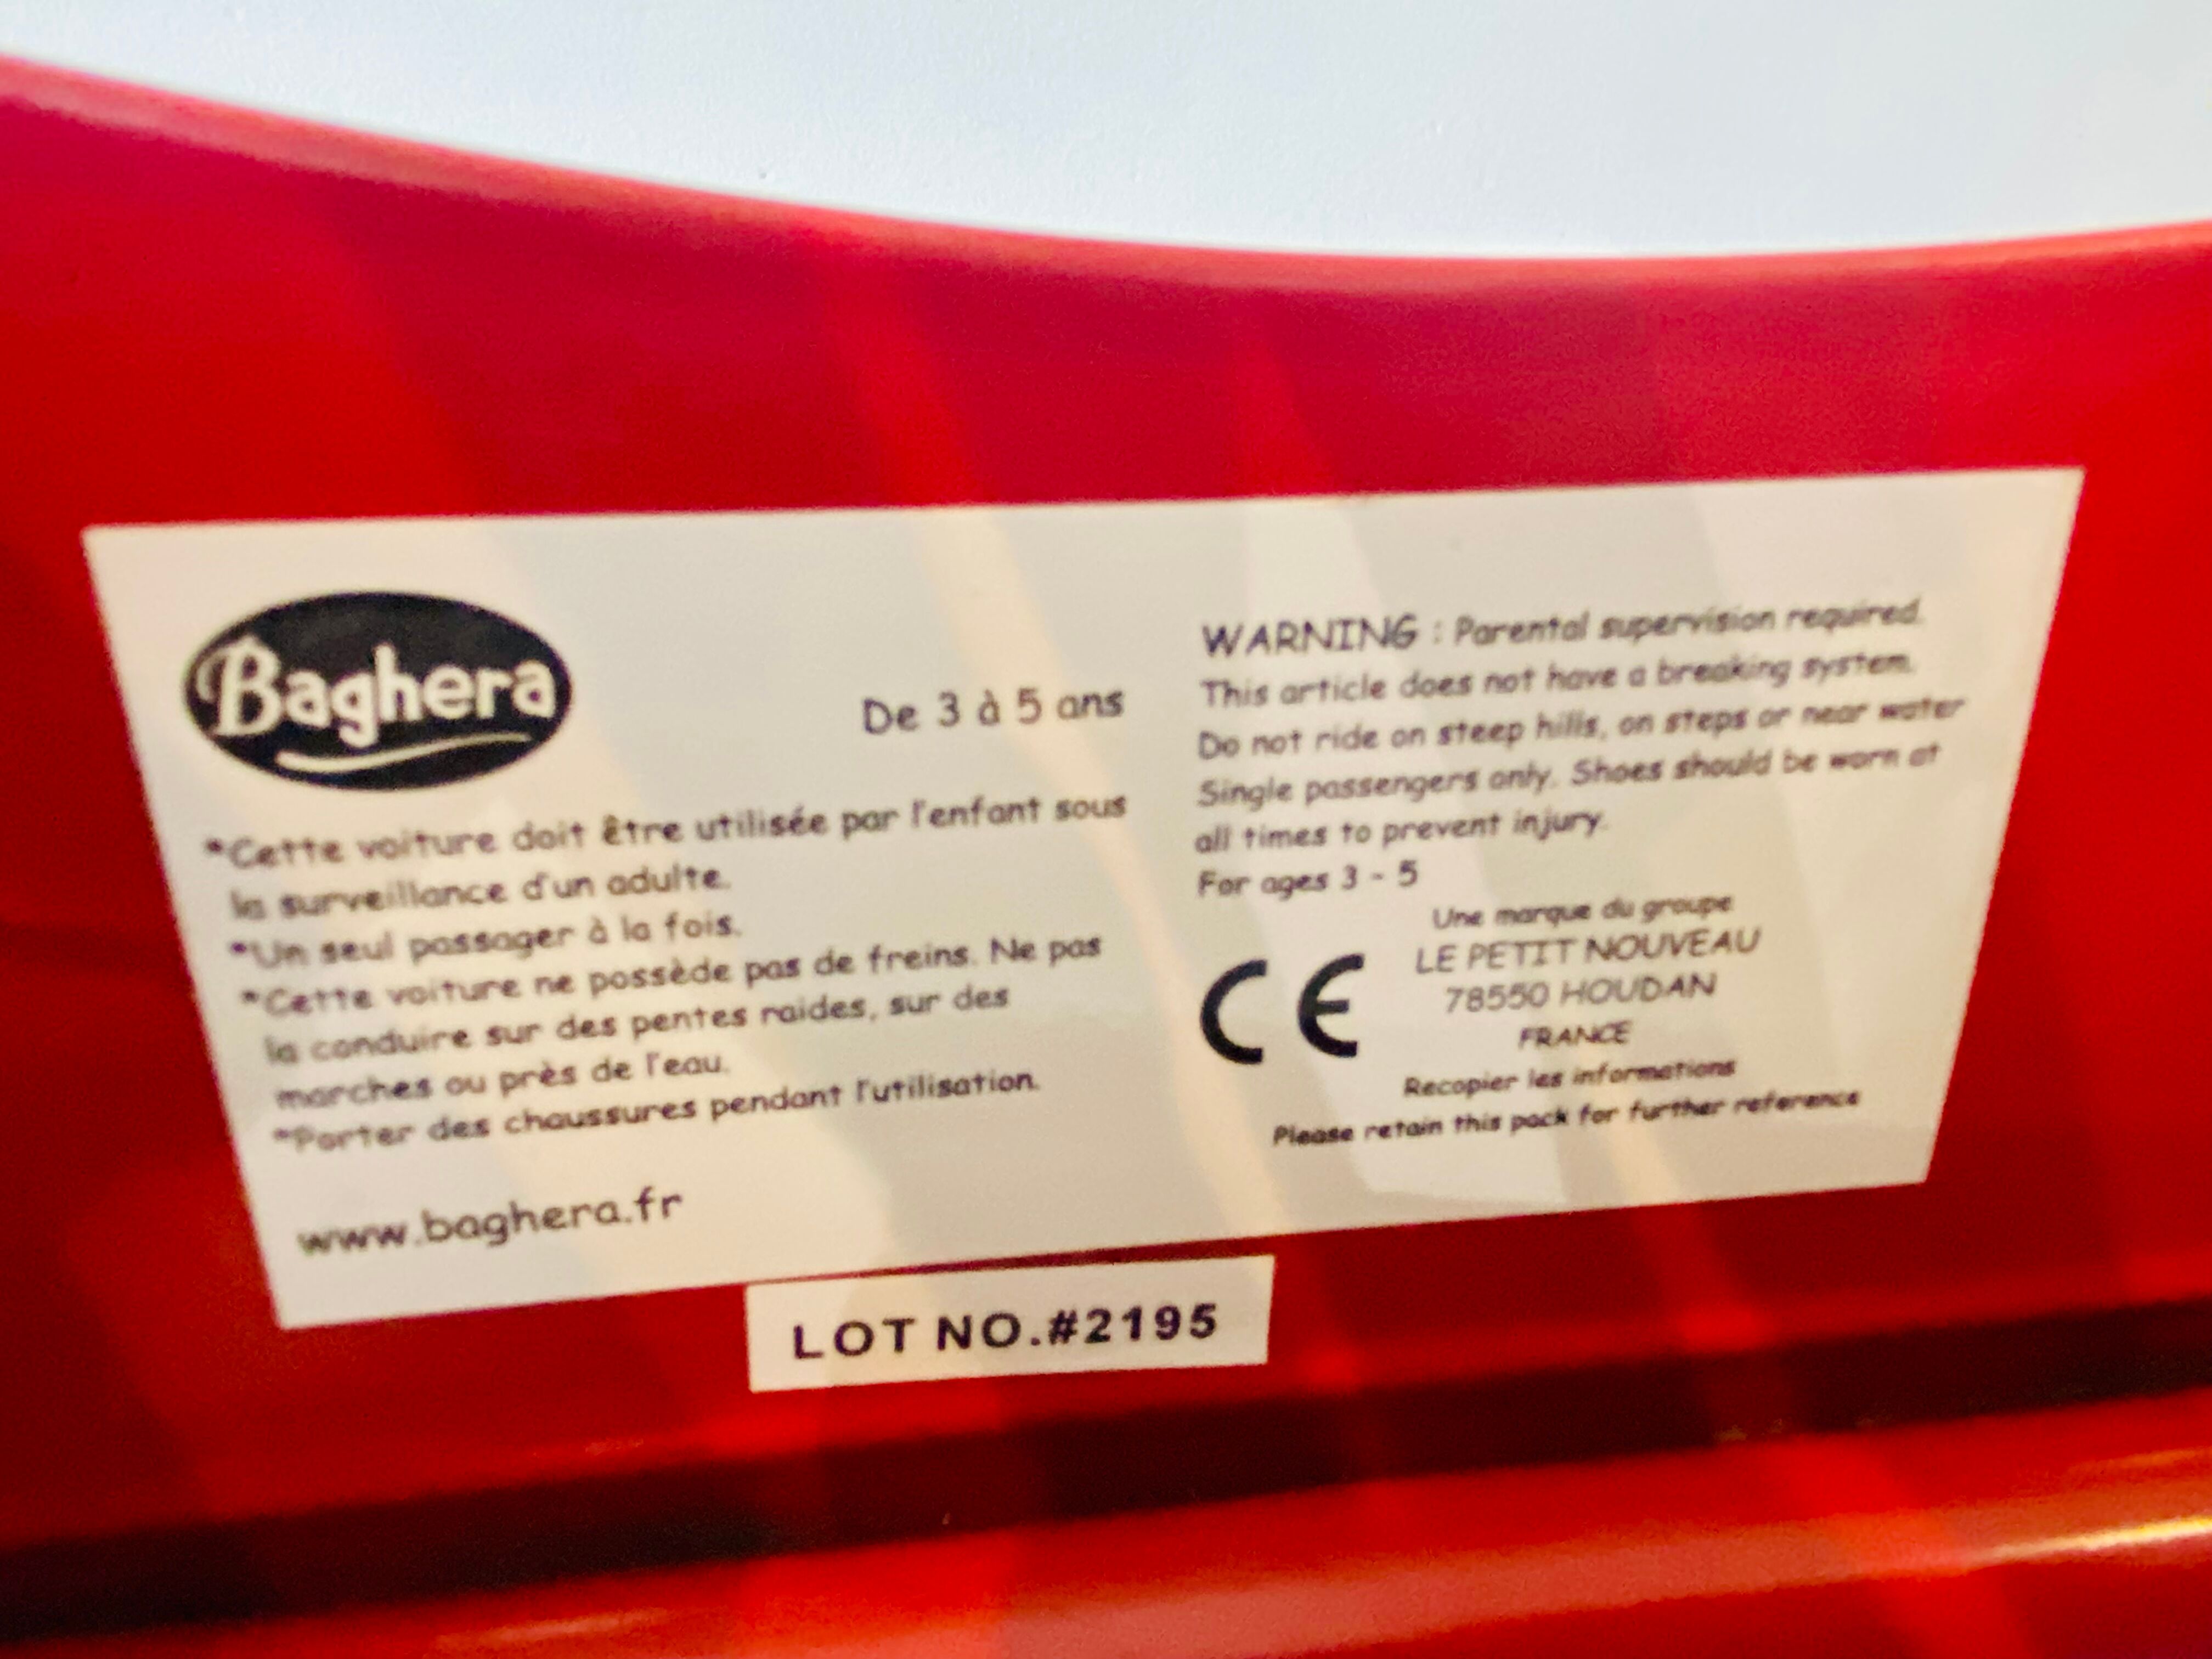 Baghera
De 3 à 5 ans
*Cette voiture doit être utilisée par l'enfant sous
la surveillance d'un adulte.
*Un seul passager à la fois.
*Cette voiture ne possède pas de freins. Ne pas
la conduire sur des pentes raides, sur des
marches ou près de l'eau.
*Porter des chaussures pendant l'utilisation.
www.baghera.fr
WARNING : Parental supervision required.
This article does not have a breaking system.
Do not ride on steep hills, on steps or near water
Single passengers only. Shoes should be worn at
all times to prevent injury.
For ages 3 - 5
CE
Une marque du groupe
LE PETIT NOUVEAU
78550 HOUDAN
FRANCE
Recopier les informations
Please retain this pack for further reference
LOT NO.#2195